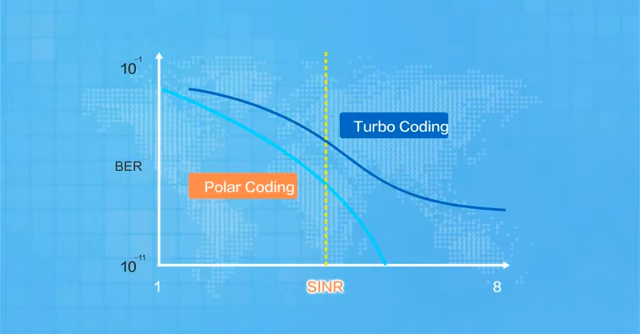 10⁻¹
Turbo Coding
BER
Polar Coding
10⁻¹¹
1
SINR
8